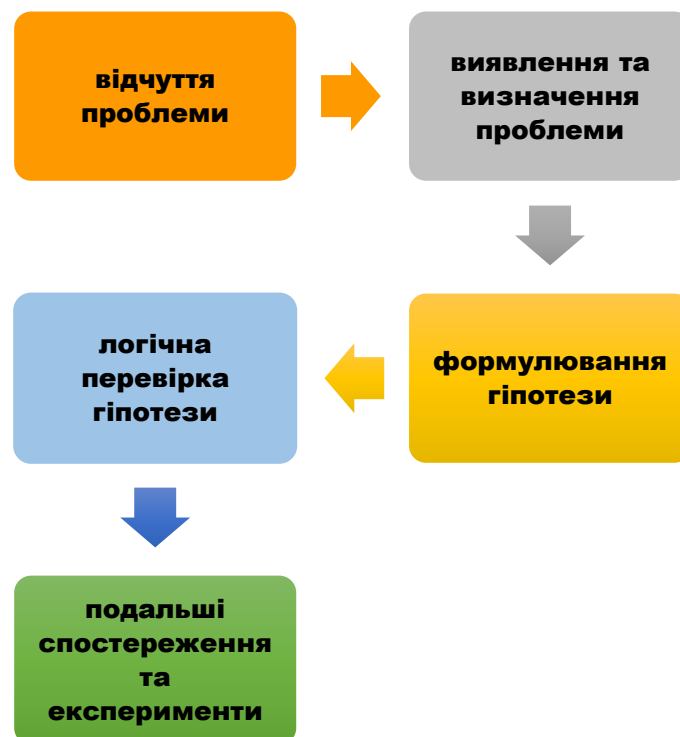 відчуття
проблеми
виявлення та
визначення
проблеми
формулювання
гіпотези
логічна
перевірка
гіпотези
подальші
спостереження
та
експерименти